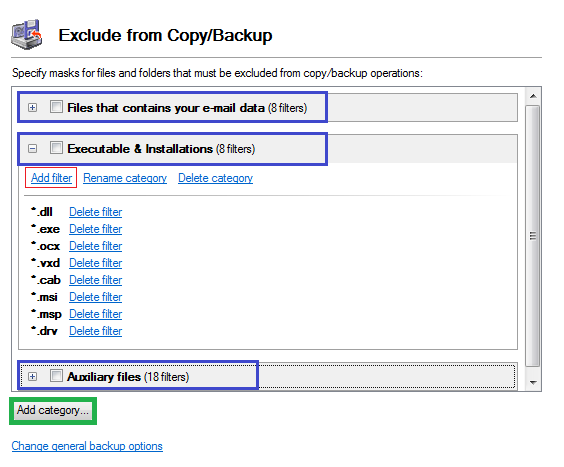 Exclude from Copy/Backup
Specify masks for files and folders that must be excluded from copy/backup operations:
Files that contains your e-mail data (8 filters)
Executable & Installations (8 filters)
Add filter Rename category Delete category
*.dll Delete filter
*.exe Delete filter
*.ocx Delete filter
*.vxd Delete filter
*.cab Delete filter
*.msi Delete filter
*.msp Delete filter
*.drv Delete filter
Auxiliary files (18 filters)
Add category...
Change general backup options